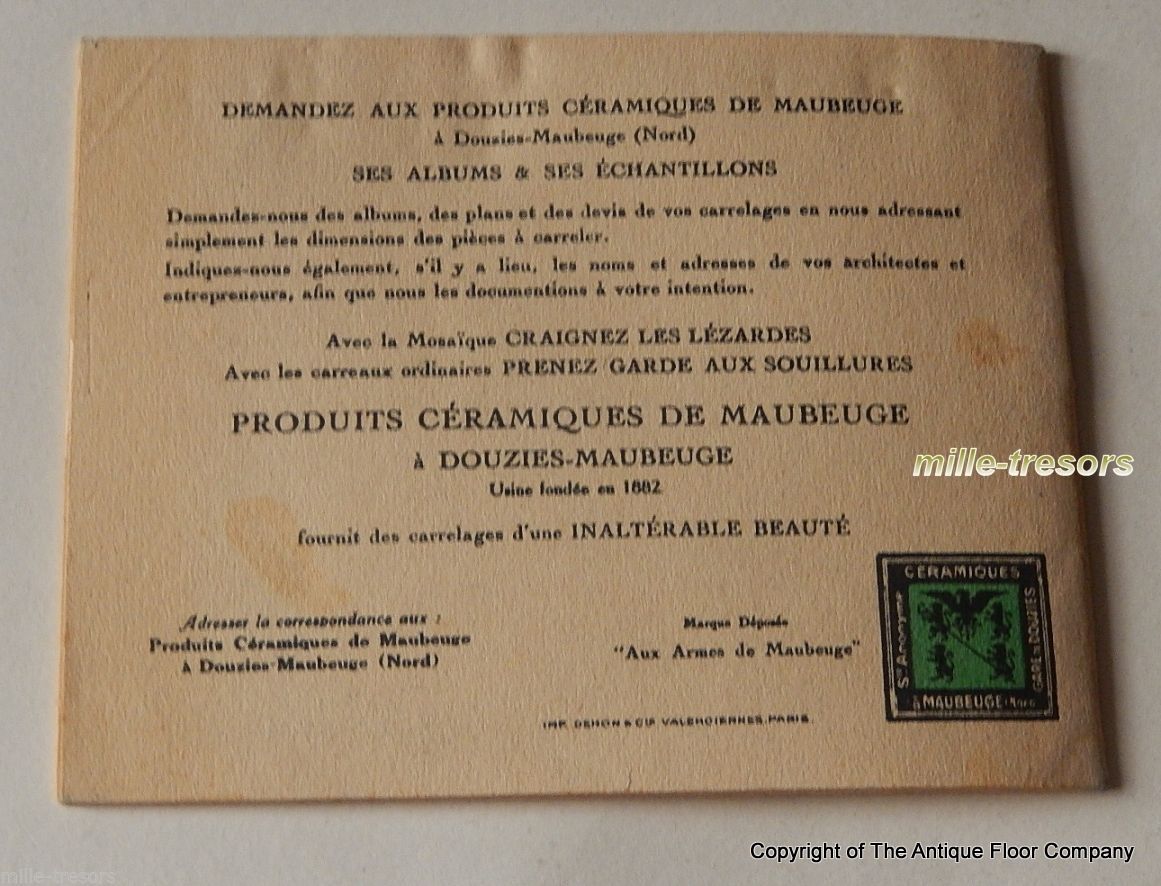 DEMANDEZ AUX PRODUITS CÉRAMIQUES DE MAUBEUGE
à Douzies-Maubeuge (Nord)
SES ALBUMS & SES ÉCHANTILLONS
Demandez-nous des albums, des plans et des devis de vos carrelages en nous adressant
simplement les dimensions des pièces à carreler.
Indiquez-nous également, s'il y a lieu, les noms et adresses de vos architectes et
entrepreneurs, afin que nous les documentions à votre intention.
Avec la Mosaïque CRAIGNEZ LES LÉZARDES
Avec les carreaux ordinaires PRENEZ GARDE AUX SOUILLURES
PRODUITS CÉRAMIQUES DE MAUBEUGE
à DOUZIES-MAUBEUGE
mille-tresors
Usine fondée en 1882
fournit des carrelages d'une INALTÉRABLE BEAUTÉ
Adresser la correspondance aux :
Produits Céramiques de Maubeuge
à Douzies-Maubeuge (Nord)
Marque Déposée
"Aux Armes de Maubeuge"
CÉRAMIQUES
Sté Anonyme
GARE DOUZIES
à MAUBEUGE (NORD
IMP. DEHON & CIE VALENCIENNES. PARIS.
Copyright of The Antique Floor Company
mille-tresors